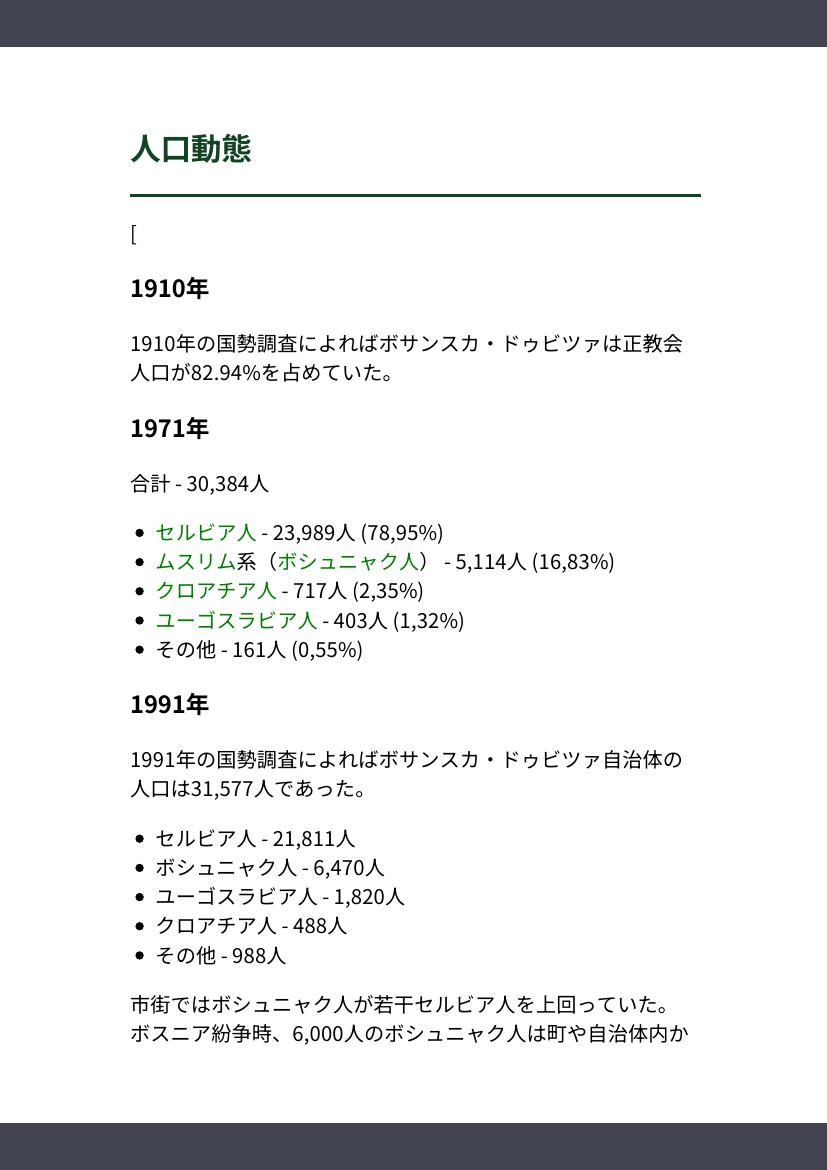 人口動態
[
1910年
1910年の国勢調査によればボサンスカ・ドゥビツァは正教会
人口が82.94%を占めていた。
1971年
合計 - 30,384人
セルビア人 - 23,989人 (78,95%)
ムスリム系（ボシュニャク人） - 5,114人 (16,83%)
クロアチア人 - 717人 (2,35%)
ユーゴスラビア人 - 403人 (1,32%)
その他 - 161人 (0,55%)
1991年
1991年の国勢調査によればボサンスカ・ドゥビツァ自治体の
人口は31,577人であった。
セルビア人 - 21,811人
ボシュニャク人 - 6,470人
ユーゴスラビア人 - 1,820人
クロアチア人 - 488人
その他 - 988人
市街ではボシュニャク人が若干セルビア人を上回っていた。
ボスニア紛争時、6,000人のボシュニャク人は町や自治体内か